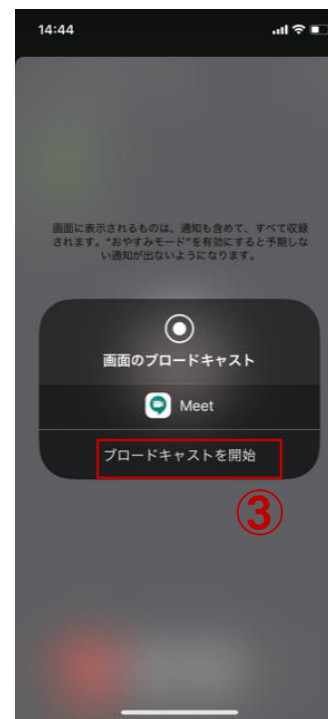 14:44
画面に表示されるものは、通知も含めて、すべて収録
されます。“おやすみモード”を有効にすると予期しな
い通知が出ないようになります。
画面のブロードキャスト
Meet
ブロードキャストを開始
③